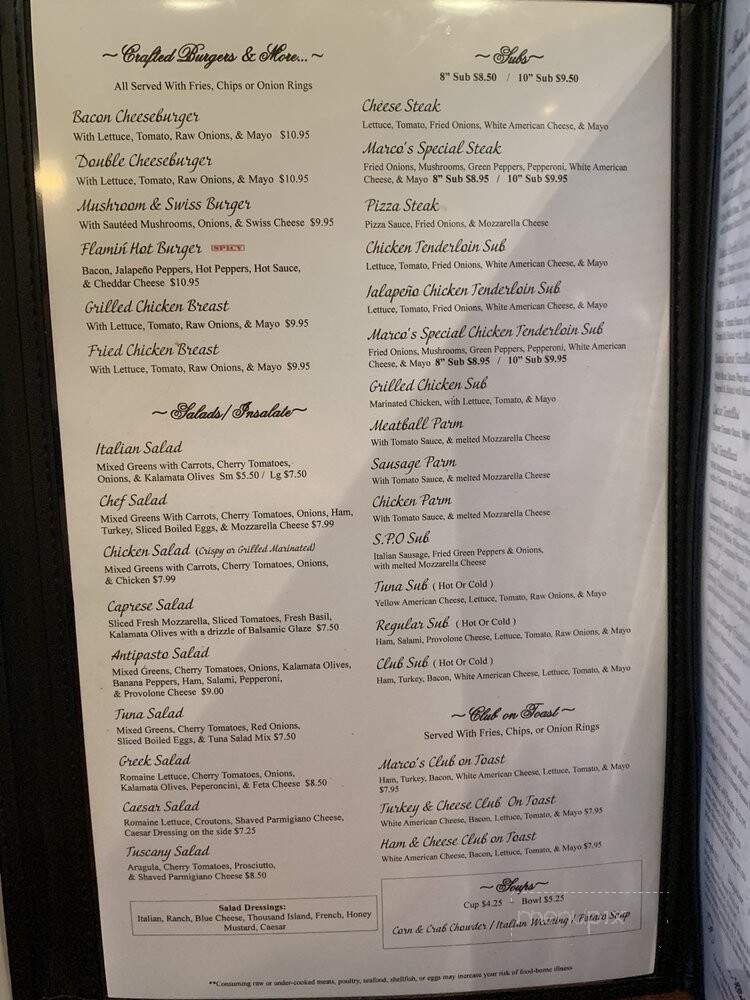 ~Crafted Burgers & More...~
All Served With Fries, Chips or Onion Rings
Bacon Cheeseburger
With Lettuce, Tomato, Raw Onions, & Mayo $10.95
Double Cheeseburger
With Lettuce, Tomato, Raw Onions, & Mayo $10.95
Mushroom & Swiss Burger
With Sautéed Mushrooms, Onions, & Swiss Cheese $9.95
Flamin' Hot Burger SPICY
Bacon, Jalapeño Peppers, Hot Peppers, Hot Sauce,
& Cheddar Cheese $10.95
Grilled Chicken Breast
With Lettuce, Tomato, Raw Onions, & Mayo $9.95
Fried Chicken Breast
With Lettuce, Tomato, Raw Onions, & Mayo $9.95
~Salads/ Insalate~
Italian Salad
Mixed Greens with Carrots, Cherry Tomatoes,
Onions, & Kalamata Olives Sm $5.50 / Lg $7.50
Chef Salad
Mixed Greens With Carrots, Cherry Tomatoes, Onions, Ham,
Turkey, Sliced Boiled Eggs, & Mozzarella Cheese $7.99
Chicken Salad (Crispy or Grilled Marinated)
Mixed Greens with Carrots, Cherry Tomatoes, Onions,
& Chicken $7.99
Caprese Salad
Sliced Fresh Mozzarella, Sliced Tomatoes, Fresh Basil,
Kalamata Olives with a drizzle of Balsamic Glaze $7.50
Antipasto Salad
Mixed Greens, Cherry Tomatoes, Onions, Kalamata Olives,
Banana Peppers, Ham, Salami, Pepperoni,
& Provolone Cheese $9.00
Tuna Salad
Mixed Greens, Cherry Tomatoes, Red Onions,
Sliced Boiled Eggs, & Tuna Salad Mix $7.50
Greek Salad
Romaine Lettuce, Cherry Tomatoes, Onions,
Kalamata Olives, Peperoncini, & Feta Cheese $8.50
Caesar Salad
Romaine Lettuce, Croutons, Shaved Parmigiano Cheese,
Caesar Dressing on the side $7.25
Tuscany Salad
Arugula, Cherry Tomatoes, Prosciutto,
& Shaved Parmigiano Cheese $8.50
Salad Dressings:
Italian, Ranch, Blue Cheese, Thousand Island, French, Honey
Mustard, Caesar
~Subs~
8" Sub $8.50 / 10" Sub $9.50
Cheese Steak
Lettuce, Tomato, Fried Onions, White American Cheese, & Mayo
Marco's Special Steak
Fried Onions, Mushrooms, Green Peppers, Pepperoni, White American
Cheese, & Mayo 8" Sub $8.95 / 10" Sub $9.95
Pizza Steak
Pizza Sauce, Fried Onions, & Mozzarella Cheese
Chicken Tenderloin Sub
Lettuce, Tomato, Fried Onions, White American Cheese, & Mayo
Jalapeño Chicken Tenderloin Sub
Lettuce, Tomato, Fried Onions, White American Cheese, & Mayo
Marco's Special Chicken Tenderloin Sub
Fried Onions, Mushrooms, Green Peppers, Pepperoni, White American
Cheese, & Mayo 8" Sub $8.95 / 10" Sub $9.95
Grilled Chicken Sub
Marinated Chicken, with Lettuce, Tomato, & Mayo
Meatball Parm
With Tomato Sauce, & melted Mozzarella Cheese
Sausage Parm
With Tomato Sauce, & melted Mozzarella Cheese
Chicken Parm
With Tomato Sauce, & melted Mozzarella Cheese
S.P.O Sub
Italian Sausage, Fried Green Peppers & Onions,
with melted Mozzarella Cheese
Tuna Sub ( Hot Or Cold )
Yellow American Cheese, Lettuce, Tomato, Raw Onions, & Mayo
Regular Sub ( Hot Or Cold )
Ham, Salami, Provolone Cheese, Lettuce, Tomato, Raw Onions, & Mayo
Club Sub ( Hot Or Cold )
Ham, Turkey, Bacon, White American Cheese, Lettuce, Tomato, & Mayo
~Club on Toast~
Served With Fries, Chips, or Onion Rings
Marco's Club on Toast
Ham, Turkey, Bacon, White American Cheese, Lettuce, Tomato, & Mayo
$7.95
Turkey & Cheese Club On Toast
White American Cheese, Bacon, Lettuce, Tomato, & Mayo $7.95
Ham & Cheese Club on Toast
White American Cheese, Bacon, Lettuce, Tomato, & Mayo $7.95
~Soups~
Cup $4.25 - Bowl $5.25
Corn & Crab Chowder / Italian Wedding / Potato Soup
menupix
**Consuming raw or under-cooked meats, poultry, seafood, shellfish, or eggs may increase your risk of food-borne illness